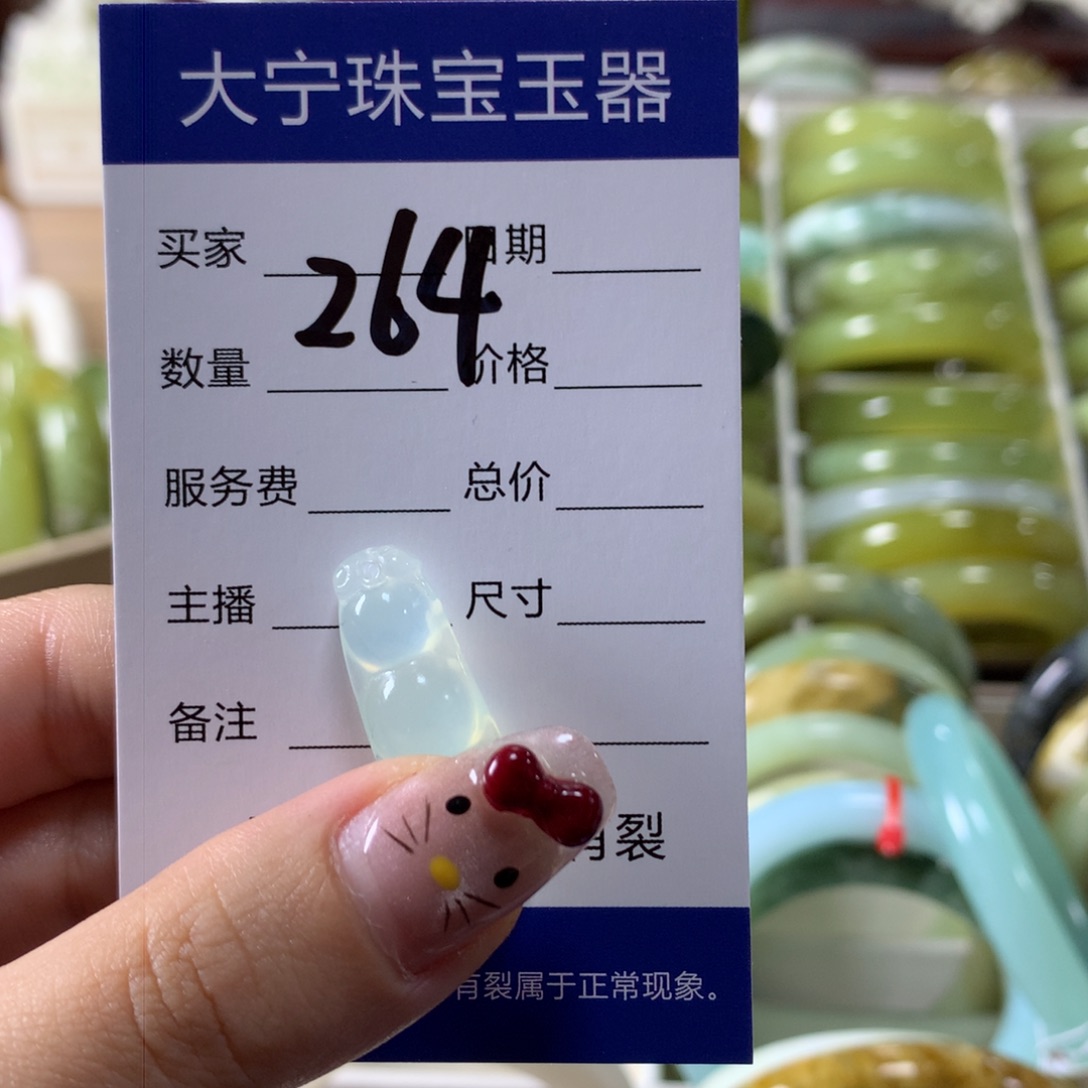 大宁珠宝玉器
264
买家 期
数量 价格
服务费 总价
主播 尺寸
备注
裂
有裂属于正常现象。